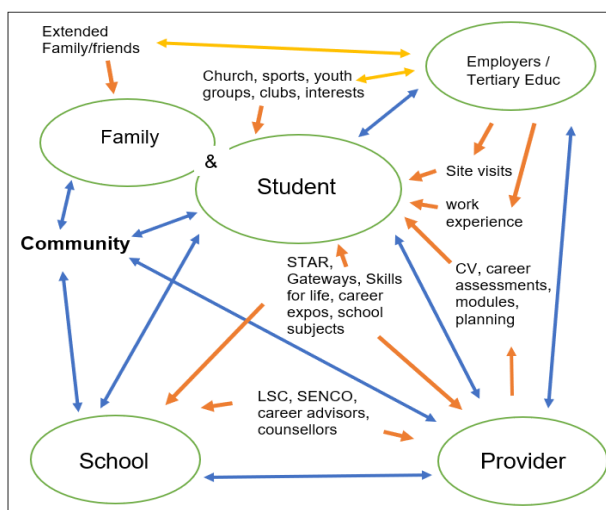 Extended
Family/friends
Employers /
Tertiary Educ
Church, sports, youth
groups, clubs, interests
Family
&
Student
Site visits
work
experience
Community
STAR,
Gateways, Skills
for life, career
expos, school
subjects
CV, career
assessments,
modules,
planning
LSC, SENCO,
career advisors,
counsellors
School
Provider